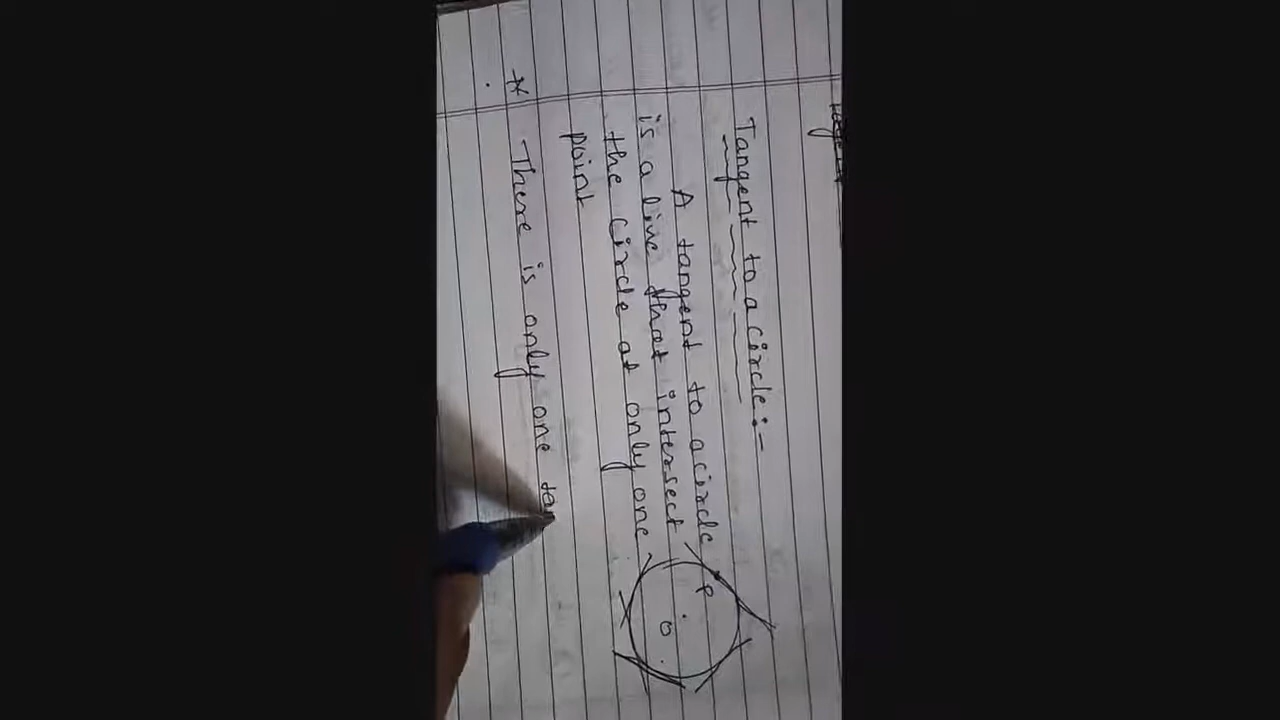 Tangent to a circle :-
A tangent to a circle
is a line that intersect
the circle at only one
point
P
O
* There is only one tan